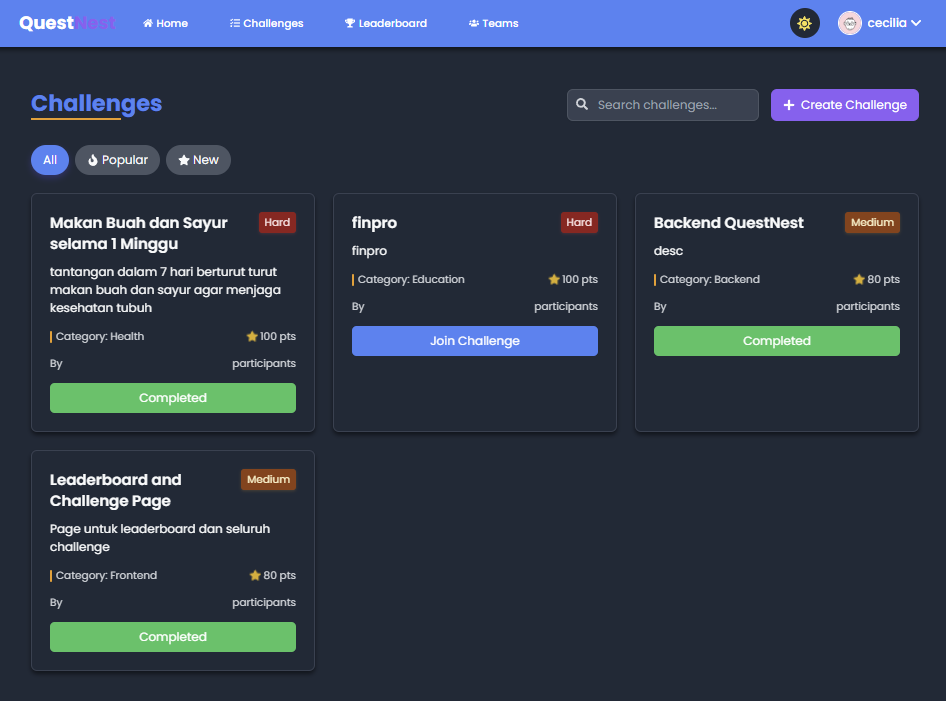 QuestNest Home Challenges Leaderboard Teams cecilia
Challenges
Search challenges...
Create Challenge
All Popular New
Makan Buah dan Sayur
selama 1 Minggu
Hard
tantangan dalam 7 hari berturut turut
makan buah dan sayur agar menjaga
kesehatan tubuh
Category: Health 100 pts
By participants
Completed
finpro
Hard
finpro
Category: Education 100 pts
By participants
Join Challenge
Backend QuestNest
Medium
desc
Category: Backend 80 pts
By participants
Completed
Leaderboard and
Challenge Page
Medium
Page untuk leaderboard dan seluruh
challenge
Category: Frontend 80 pts
By participants
Completed